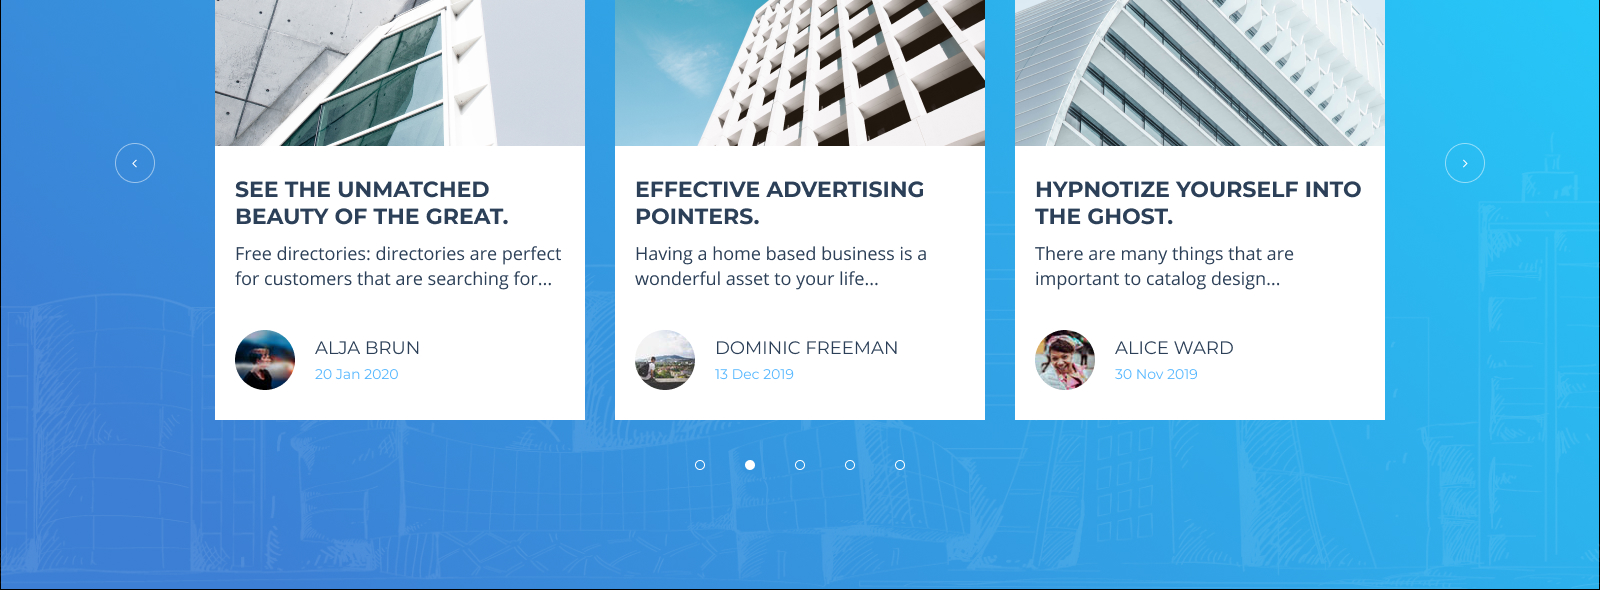 SEE THE UNMATCHED
BEAUTY OF THE GREAT.
Free directories: directories are perfect
for customers that are searching for...
ALJA BRUN
20 Jan 2020
EFFECTIVE ADVERTISING
POINTERS.
Having a home based business is a
wonderful asset to your life...
DOMINIC FREEMAN
13 Dec 2019
HYPNOTIZE YOURSELF INTO
THE GHOST.
There are many things that are
important to catalog design...
ALICE WARD
30 Nov 2019